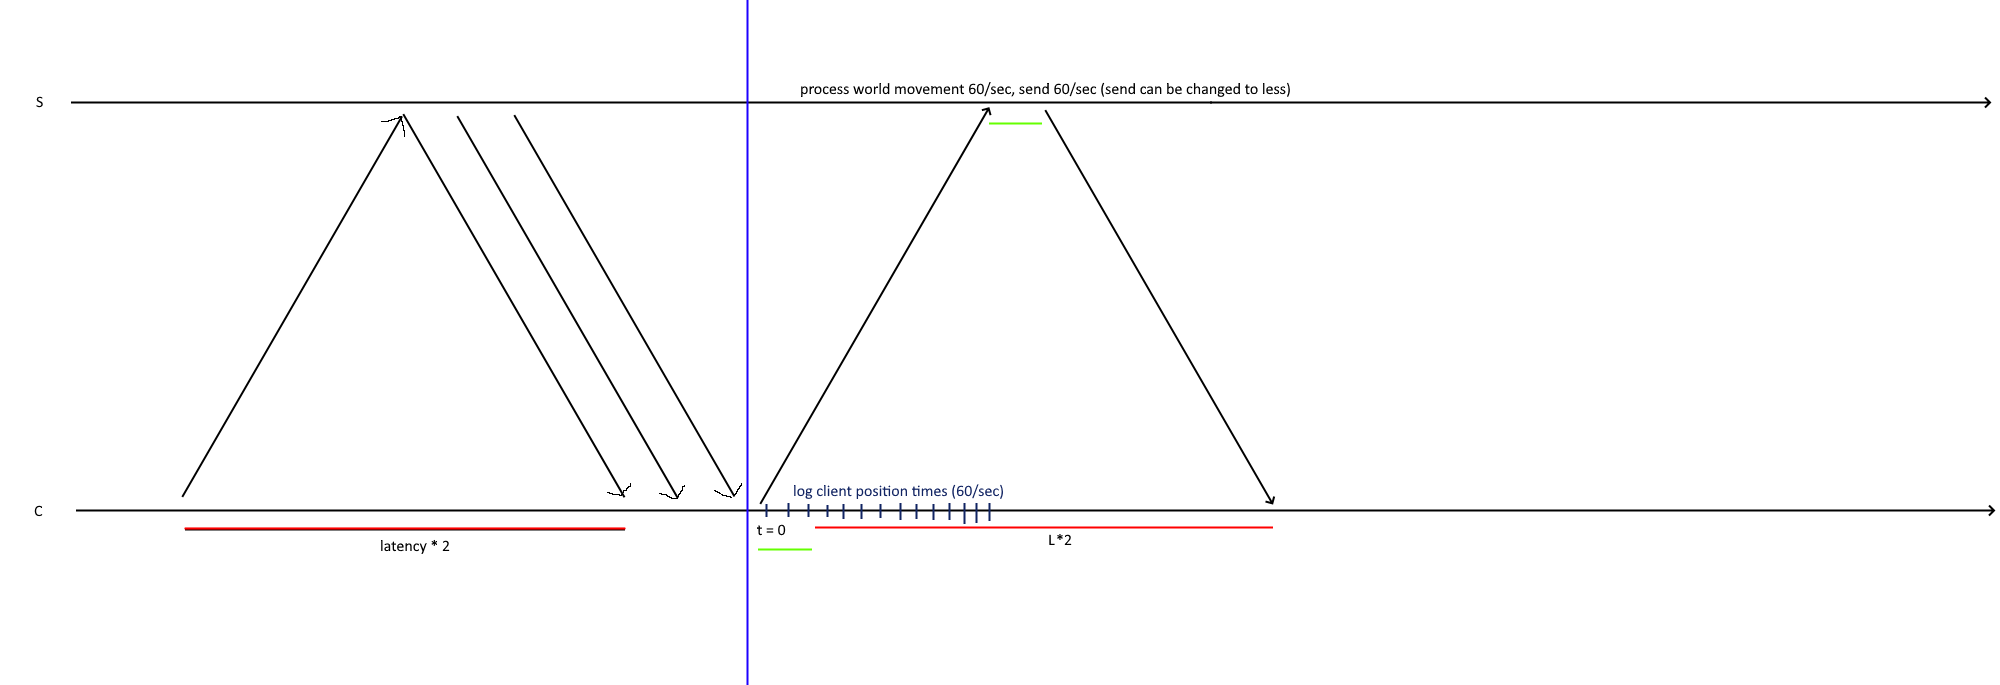 process world movement 60/sec, send 60/sec (send can be changed to less)
S
log client position times (60/sec)
C
t = 0
latency * 2
L*2